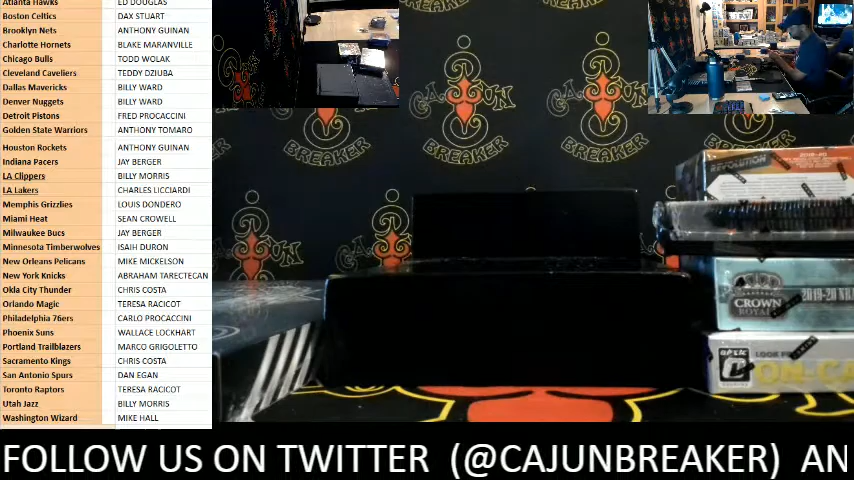 Atlanta Hawks ED DOUGLAS
Boston Celtics DAX STUART
Brooklyn Nets ANTHONY GUINAN
Charlotte Hornets BLAKE MARANVILLE
Chicago Bulls TODD WOLAK
Cleveland Cavaliers TEDDY DZIUBA
Dallas Mavericks BILLY WARD
Denver Nuggets BILLY WARD
Detroit Pistons FRED PROCACCINI
Golden State Warriors ANTHONY TOMARO
Houston Rockets ANTHONY GUINAN
Indiana Pacers JAY BERGER
LA Clippers BILLY MORRIS
LA Lakers CHARLES LICCIARDI
Memphis Grizzlies LOUIS DONDERO
Miami Heat SEAN CROWELL
Milwaukee Bucs JAY BERGER
Minnesota Timberwolves ISAIH DURON
New Orleans Pelicans MIKE MICKELSON
New York Knicks ABRAHAM TARECTECAN
Okla City Thunder CHRIS COSTA
Orlando Magic TERESA RACICOT
Philadelphia 76ers CARLO PROCACCINI
Phoenix Suns WALLACE LOCKHART
Portland Trailblazers MARCO GRIGOLETTO
Sacramento Kings CHRIS COSTA
San Antonio Spurs DAN EGAN
Toronto Raptors TERESA RACICOT
Utah Jazz BILLY MORRIS
Washington Wizard MIKE HALL
BREAKER
BREAKER
BREAKER
REVOLUTION
CROWN
ROYALE
2019-20
FOLLOW US ON TWITTER (@CAJUNBREAKER) AN